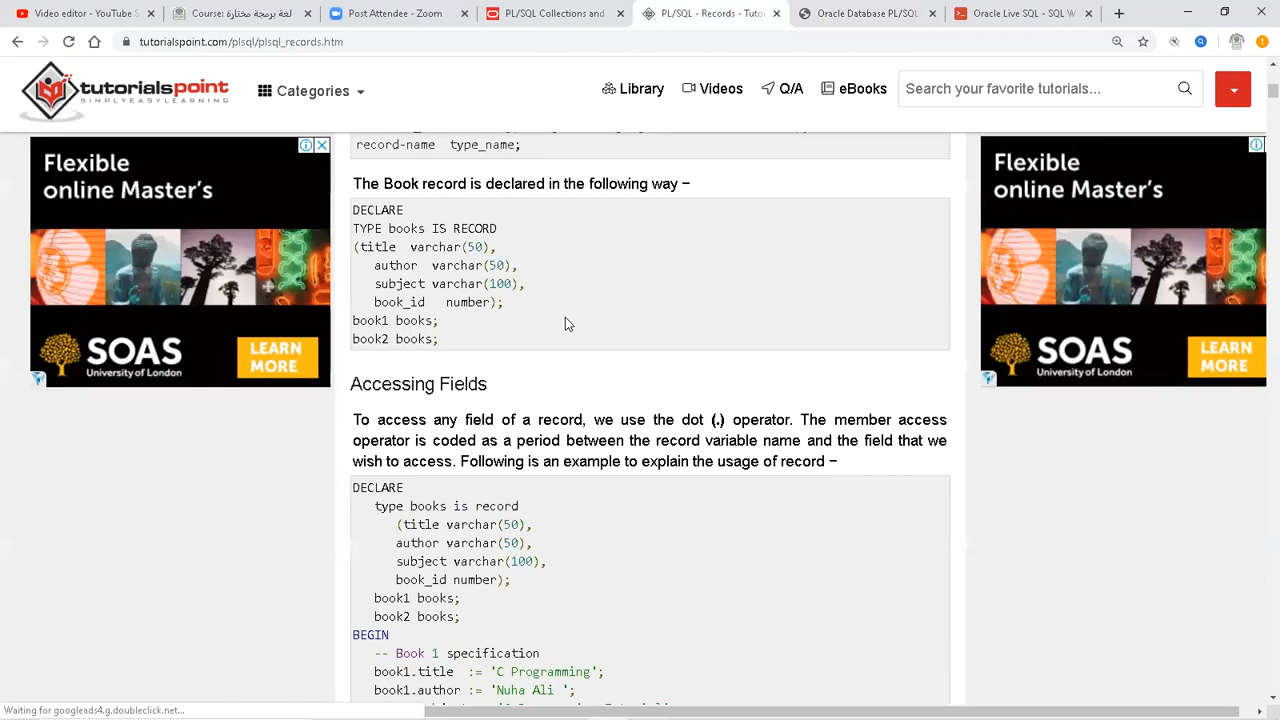 Video editor - YouTube S
Course: لغة برمجة مختارة
Post Attendee - Zoom
PL/SQL Collections and
PL/SQL - Records - Tuto
Oracle Database PL/SQL
Oracle Live SQL - SQL W
tutorialspoint.com/plsql/plsql_records.htm
tutorialspoint
SIMPLYEASYLEARNING
Categories
Library
Videos
Q/A
eBooks
Search your favorite tutorials...
record-name type_name;
The Book record is declared in the following way −
DECLARE
TYPE books IS RECORD
(title varchar(50),
author varchar(50),
subject varchar(100),
book_id number);
book1 books;
book2 books;
Accessing Fields
To access any field of a record, we use the dot (.) operator. The member access
operator is coded as a period between the record variable name and the field that we
wish to access. Following is an example to explain the usage of record −
DECLARE
type books is record
(title varchar(50),
author varchar(50),
subject varchar(100),
book_id number);
book1 books;
book2 books;
BEGIN
-- Book 1 specification
book1.title := 'C Programming';
book1.author := 'Nuha Ali ';
Flexible
online Master's
SOAS
University of London
LEARN
MORE
Flexible
online Master's
SOAS
University of London
LEARN
MORE
Waiting for googleads4.g.doubleclick.net...